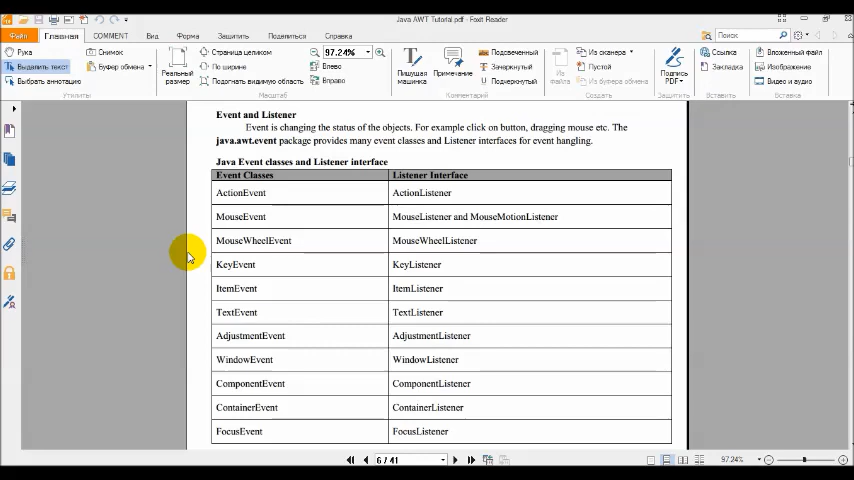 Java AWT Tutorial.pdf - Foxit Reader
Файл
Главная
COMMENT
Вид
Форма
Защитить
Поделиться
Справка
Поиск
Рука
Выделить текст
Выбрать аннотацию
Утилиты
Снимок
Буфер обмена
Реальный размер
Страница целиком
По ширине
Подогнать видимую область
Масштаб
97.24%
Влево
Вправо
Пишущая машинка
Примечание
Подсвеченный
Зачеркнутый
Подчеркнутый
Комментарий
Из файла
Из сканера
Пустой
Из буфера обмена
Создать
Подпись PDF
Защитить
Ссылка
Закладка
Вставить
Вложенный файл
Изображение
Видео и аудио
Вставка
Event and Listener
Event is changing the status of the objects. For example click on button, dragging mouse etc. The
java.awt.event package provides many event classes and Listener interfaces for event hangling.
Java Event classes and Listener interface
Event Classes Listener Interface
ActionEvent ActionListener
MouseEvent MouseListener and MouseMotionListener
MouseWheelEvent MouseWheelListener
KeyEvent KeyListener
ItemEvent ItemListener
TextEvent TextListener
AdjustmentEvent AdjustmentListener
WindowEvent WindowListener
ComponentEvent ComponentListener
ContainerEvent ContainerListener
FocusEvent FocusListener
6 / 41
97.24%